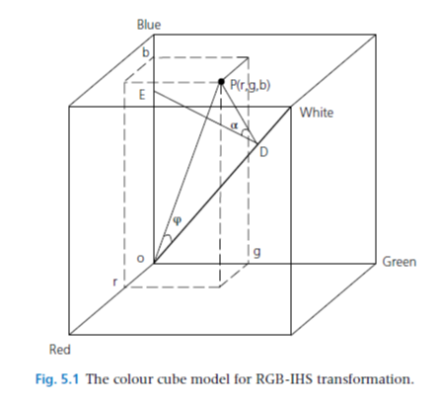 Blue
b
P(r,g,b)
E
White
α
D
φ
g
o
Green
r
Red
Fig. 5.1 The colour cube model for RGB-IHS transformation.